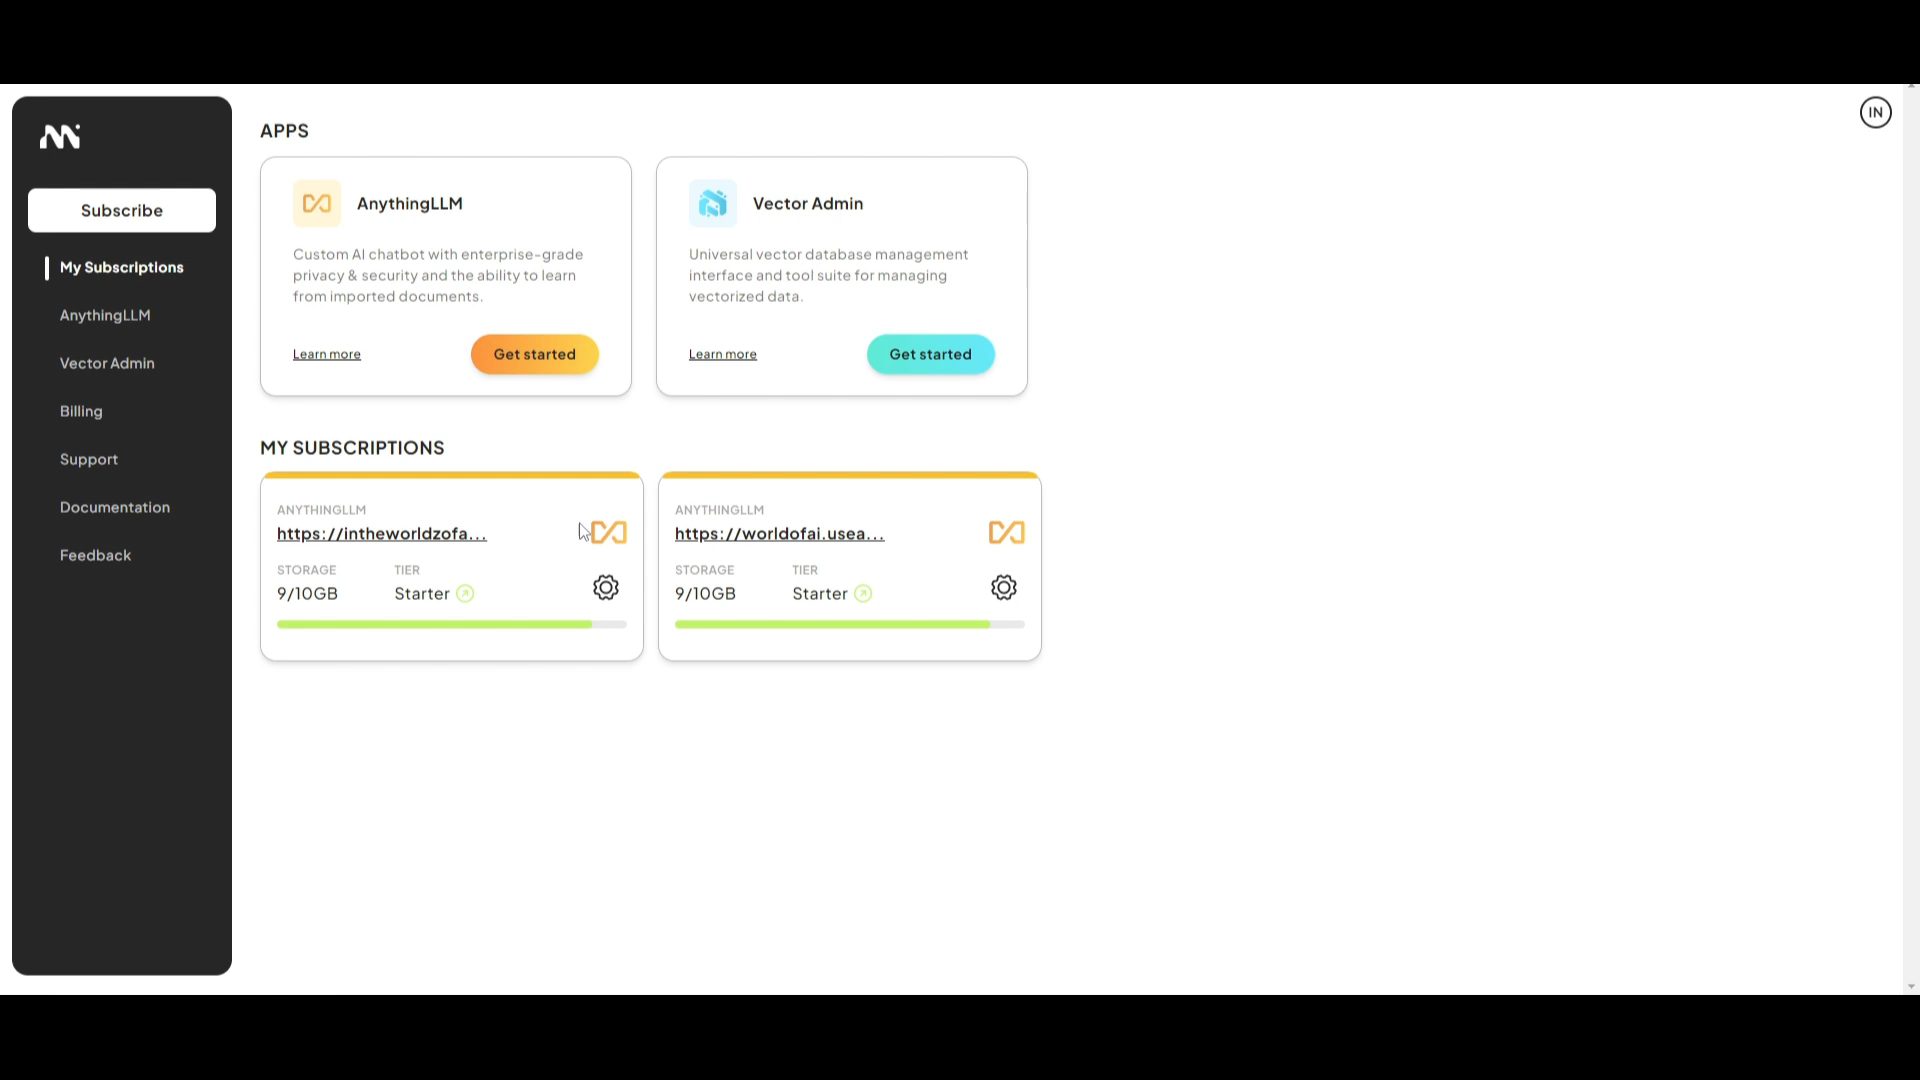 IN
Subscribe
My Subscriptions
AnythingLLM
Vector Admin
Billing
Support
Documentation
Feedback
APPS
AnythingLLM
Custom AI chatbot with enterprise-grade
privacy & security and the ability to learn
from imported documents.
Learn more
Get started
Vector Admin
Universal vector database management
interface and tool suite for managing
vectorized data.
Learn more
Get started
MY SUBSCRIPTIONS
ANYTHINGLLM
https://intheworldzofa...
STORAGE
TIER
9/10GB
Starter
ANYTHINGLLM
https://worldofai.usea...
STORAGE
TIER
9/10GB
Starter